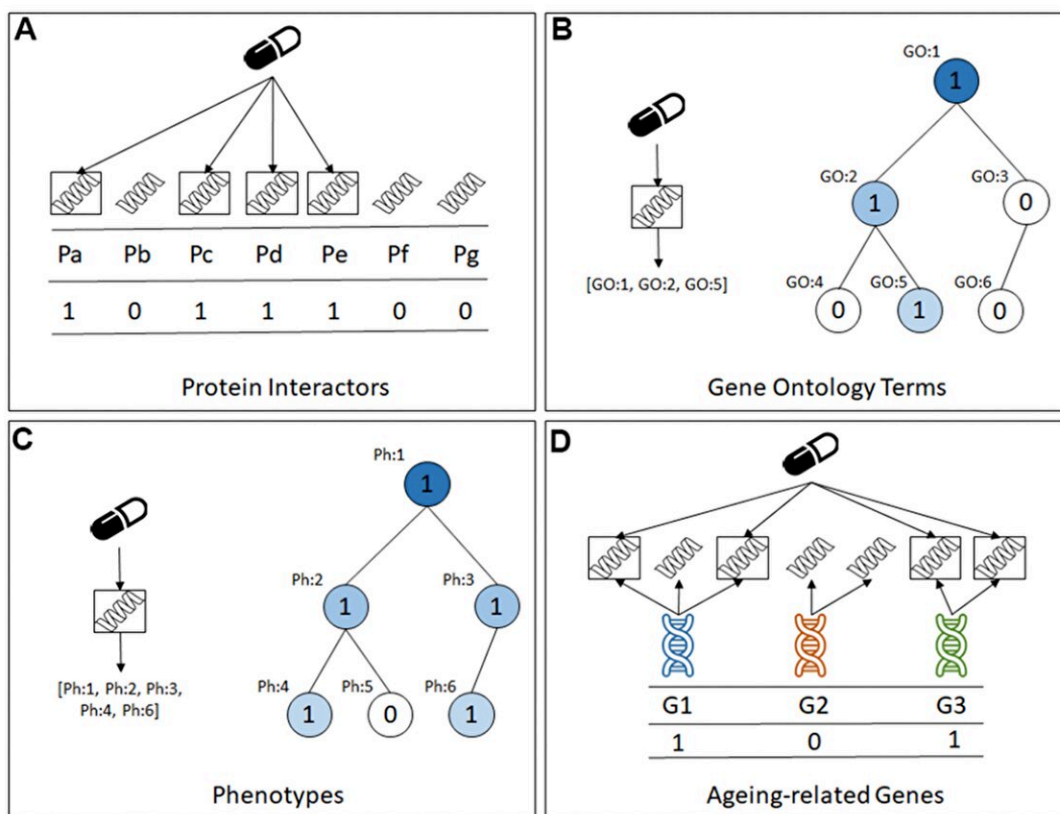 A
Pa Pb Pc Pd Pe Pf Pg
1 0 1 1 1 0 0
Protein Interactors
B
GO:1
1
GO:2 GO:3
1 0
[GO:1, GO:2, GO:5]
GO:4 GO:5 GO:6
0 1 0
Gene Ontology Terms
C
Ph:1
1
Ph:2 Ph:3
1 1
[Ph:1, Ph:2, Ph:3,
Ph:4, Ph:6]
Ph:4 Ph:5 Ph:6
1 0 1
Phenotypes
D
G1 G2 G3
1 0 1
Ageing-related Genes